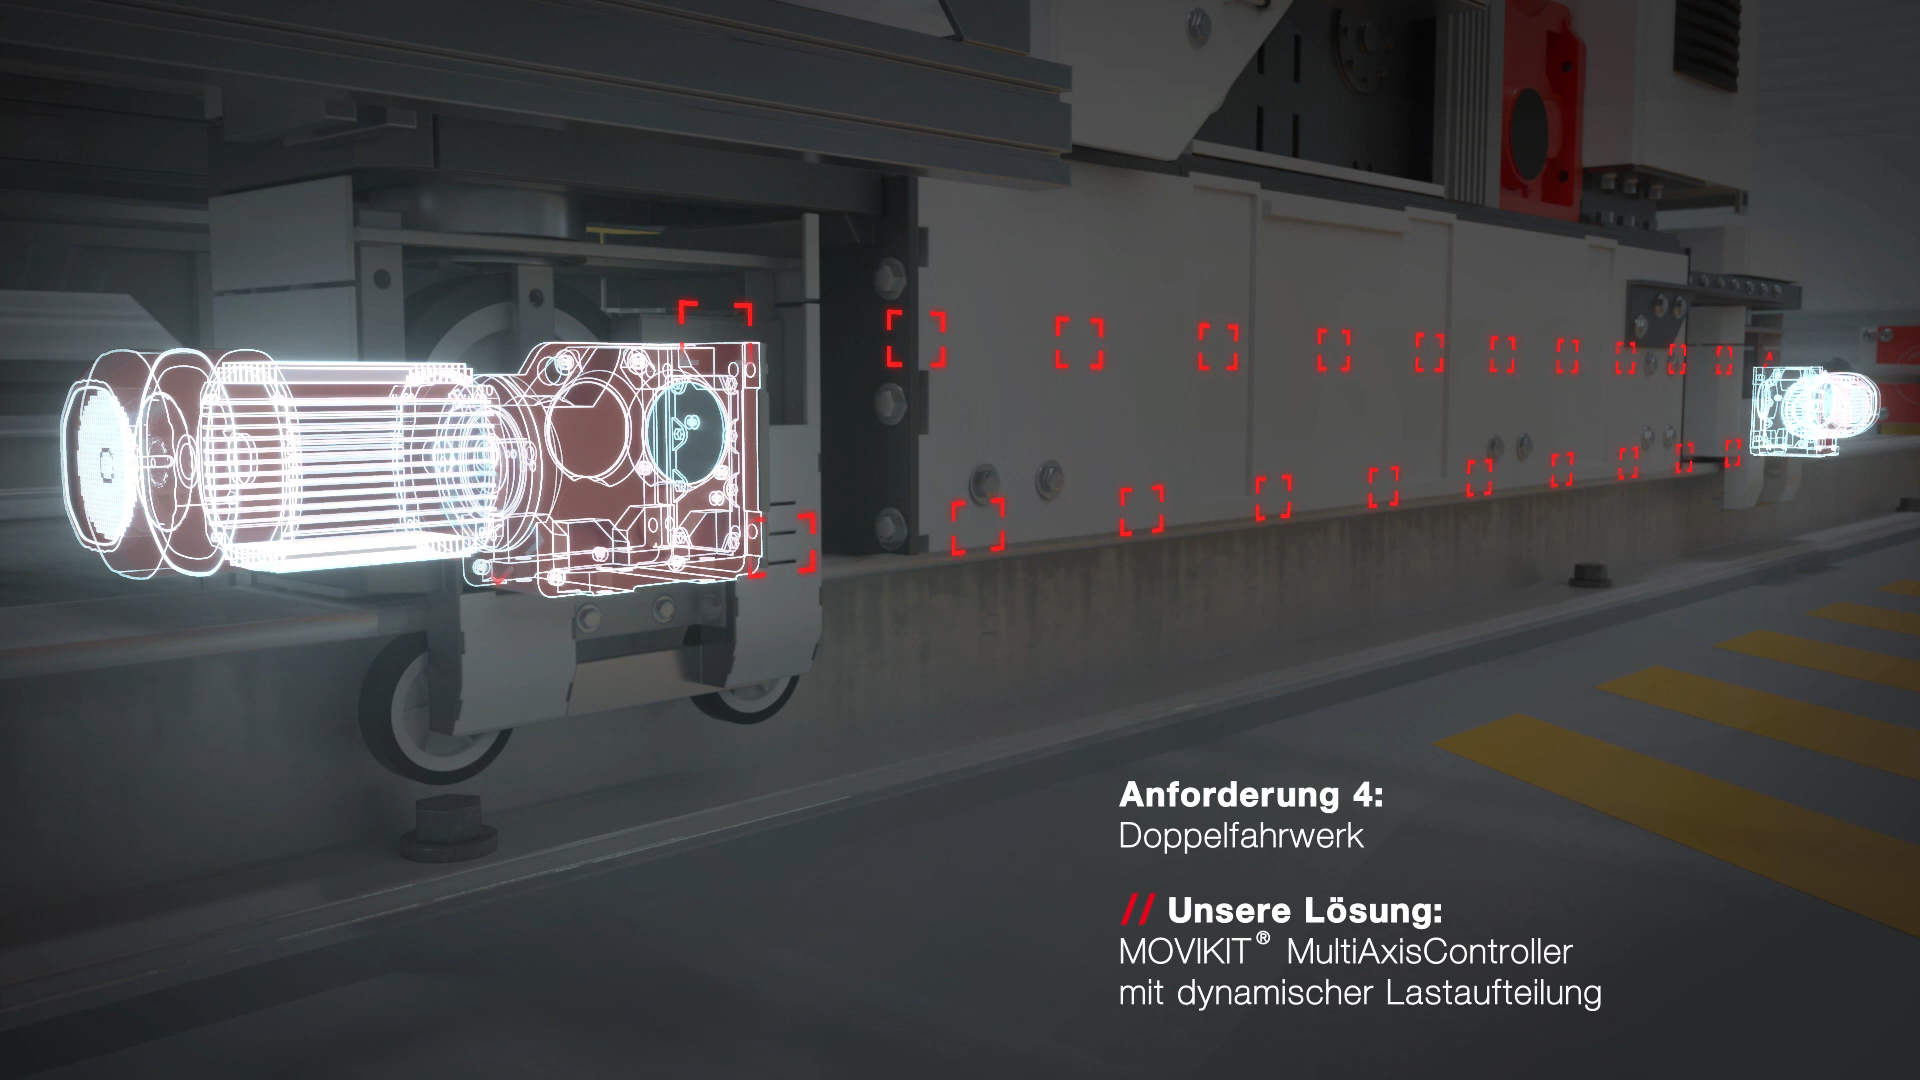 Anforderung 4:
Doppelfahrwerk
// Unsere Lösung:
MOVIKIT® MultiAxisController
mit dynamischer Lastaufteilung